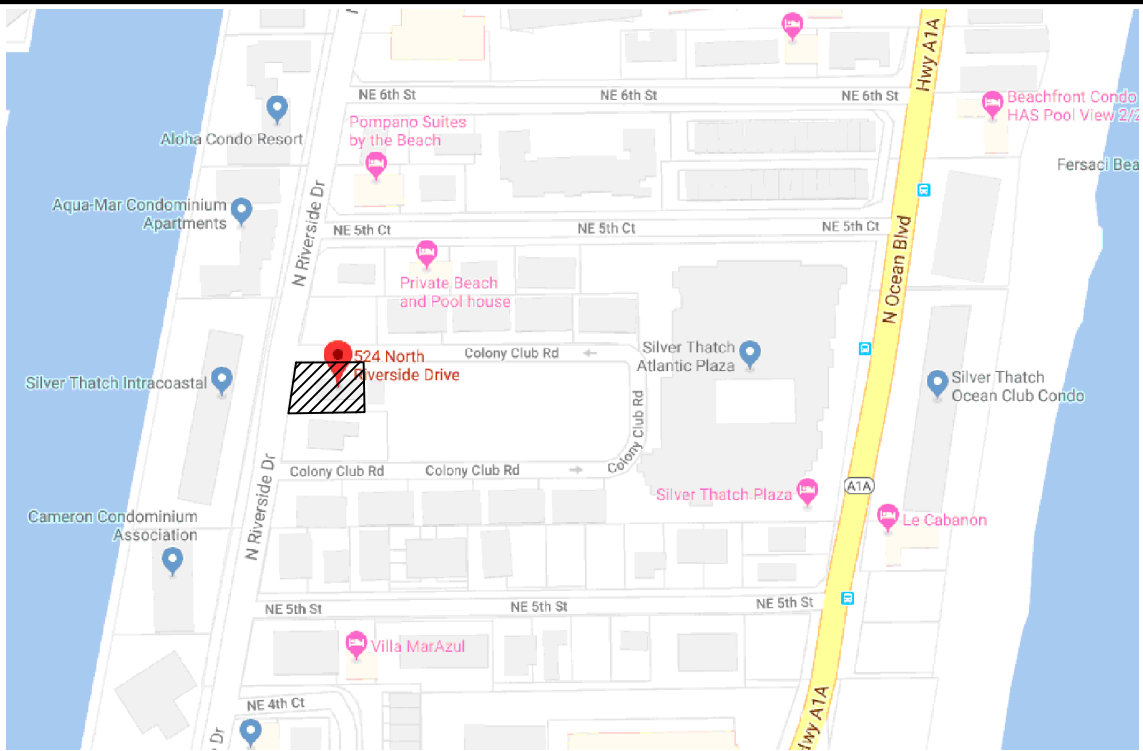 Hwy A1A
NE 6th St
NE 6th St
NE 6th St
Beachfront Condo
HAS Pool View 2/2
Aloha Condo Resort
Pompano Suites
by the Beach
Fersaci Bea
N Riverside Dr
Aqua-Mar Condominium
Apartments
NE 5th Ct
NE 5th Ct
NE 5th Ct
N Ocean Blvd
Private Beach
and Pool house
524 North
Riverside Drive
Colony Club Rd
Silver Thatch
Atlantic Plaza
Silver Thatch Intracoastal
Silver Thatch
Ocean Club Condo
Colony Club Rd
Colony Club Rd
Colony Club Rd
N Riverside Dr
Silver Thatch Plaza
A1A
Cameron Condominium
Association
Le Cabanon
NE 5th St
NE 5th St
NE 5th St
Villa MarAzul
NE 4th Ct
Dr
Hwy A1A